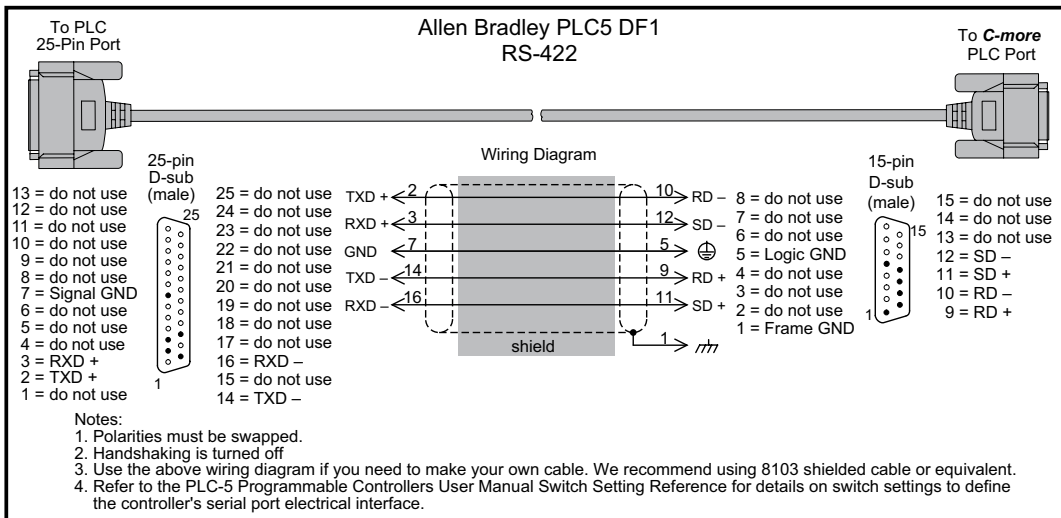 To PLC
25-Pin Port
Allen Bradley PLC5 DF1
RS-422
To C-more
PLC Port
Wiring Diagram
25-pin
D-sub
(male)
25
1
13 = do not use
12 = do not use
11 = do not use
10 = do not use
9 = do not use
8 = do not use
7 = Signal GND
6 = do not use
5 = do not use
4 = do not use
3 = RXD +
2 = TXD +
1 = do not use
25 = do not use
24 = do not use
23 = do not use
22 = do not use
21 = do not use
20 = do not use
19 = do not use
18 = do not use
17 = do not use
16 = RXD –
15 = do not use
14 = TXD –
TXD + 2 10 RD –
RXD + 3 12 SD –
GND 7 5
TXD – 14 9 RD +
RXD – 16 11 SD +
shield 1
8 = do not use
7 = do not use
6 = do not use
5 = Logic GND
4 = do not use
3 = do not use
2 = do not use
1 = Frame GND
15-pin
D-sub
(male)
15
1
15 = do not use
14 = do not use
13 = do not use
12 = SD –
11 = SD +
10 = RD –
9 = RD +
Notes:
1. Polarities must be swapped.
2. Handshaking is turned off
3. Use the above wiring diagram if you need to make your own cable. We recommend using 8103 shielded cable or equivalent.
4. Refer to the PLC-5 Programmable Controllers User Manual Switch Setting Reference for details on switch settings to define
the controller's serial port electrical interface.